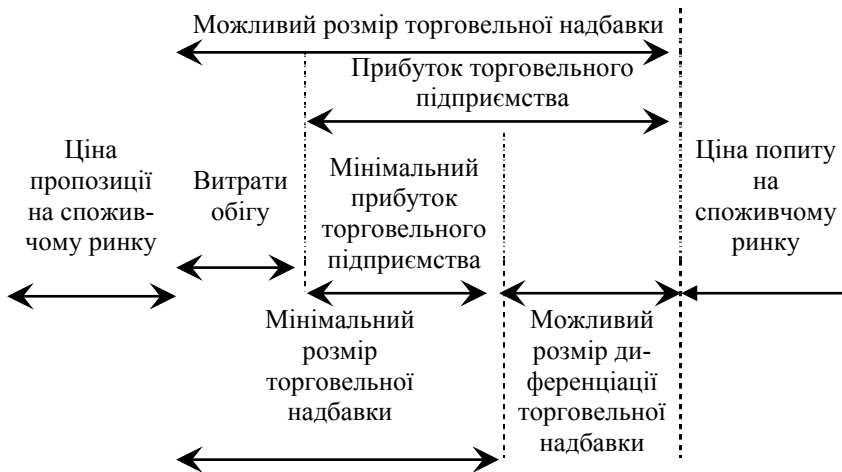 Можливий розмір торговельної надбавки
Прибуток торговельного
підприємства
Ціна
пропозиції
на спожив-
чому ринку
Витрати
обігу
Мінімальний
прибуток
торговельного
підприємства
Ціна попиту
на
споживчому
ринку
Мінімальний
розмір
торговельної
надбавки
Можливий
розмір ди-
ференціації
торговельної
надбавки